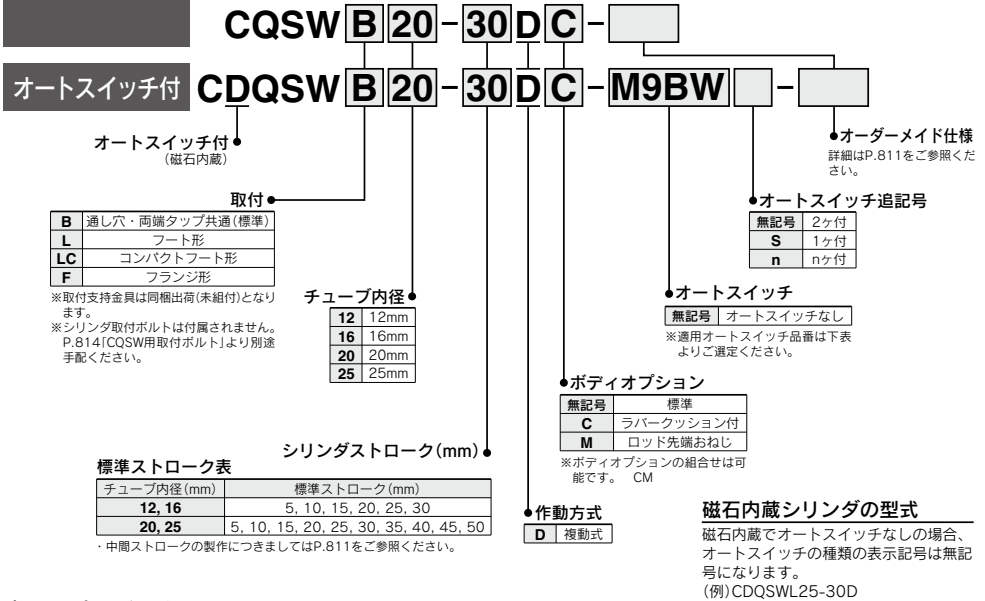 CQSW B 20 - 30 D C -
オートスイッチ付 CDQSW B 20 - 30 D C - M9BW -
オートスイッチ付
(磁石内蔵)
取付
B 通し穴・両端タップ共通(標準)
L フート形
LC コンパクトフート形
F フランジ形
※取付支持金具は同梱出荷(未組付)となり
ます。
※シリンダ取付ボルトは付属されません。
P.814「CQSW用取付ボルト」より別途
手配ください。
チューブ内径
12 12mm
16 16mm
20 20mm
25 25mm
シリンダストローク(mm)
標準ストローク表
チューブ内径(mm) 標準ストローク(mm)
12, 16 5, 10, 15, 20, 25, 30
20, 25 5, 10, 15, 20, 25, 30, 35, 40, 45, 50
・中間ストロークの製作につきましてはP.811をご参照ください。
作動方式
D 複動式
ボディオプション
無記号 標準
C ラバークッション付
M ロッド先端おねじ
※ボディオプションの組合せは可
能です。 CM
オートスイッチ
無記号 オートスイッチなし
※適用オートスイッチ品番は下表
よりご選定ください。
オートスイッチ追記号
無記号 2ヶ付
S 1ヶ付
n nヶ付
オーダーメイド仕様
詳細はP.811をご参照くだ
さい。
磁石内蔵シリンダの型式
磁石内蔵でオートスイッチなしの場合、
オートスイッチの種類の表示記号は無記
号になります。
(例)CDQSWL25-30D